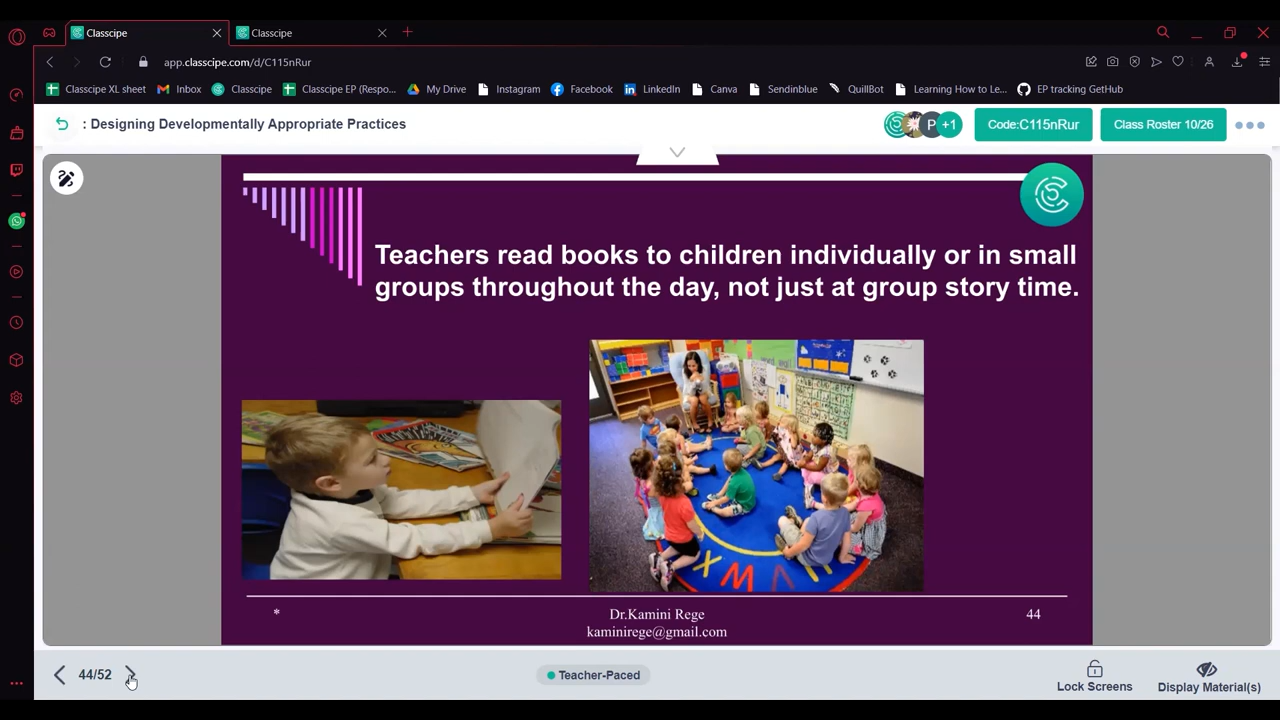 Classcipe
Classcipe
app.classcipe.com/d/C115nRur
Classcipe XL sheet
Inbox
Classcipe
Classcipe EP (Respo...
My Drive
Instagram
Facebook
LinkedIn
Canva
Sendinblue
QuillBot
Learning How to Le...
EP tracking GetHub
: Designing Developmentally Appropriate Practices
P
+1
Code:C115nRur
Class Roster 10/26
Teachers read books to children individually or in small
groups throughout the day, not just at group story time.
*
Dr.Kamini Rege
kaminirege@gmail.com
44
44/52
Teacher-Paced
Lock Screens
Display Material(s)